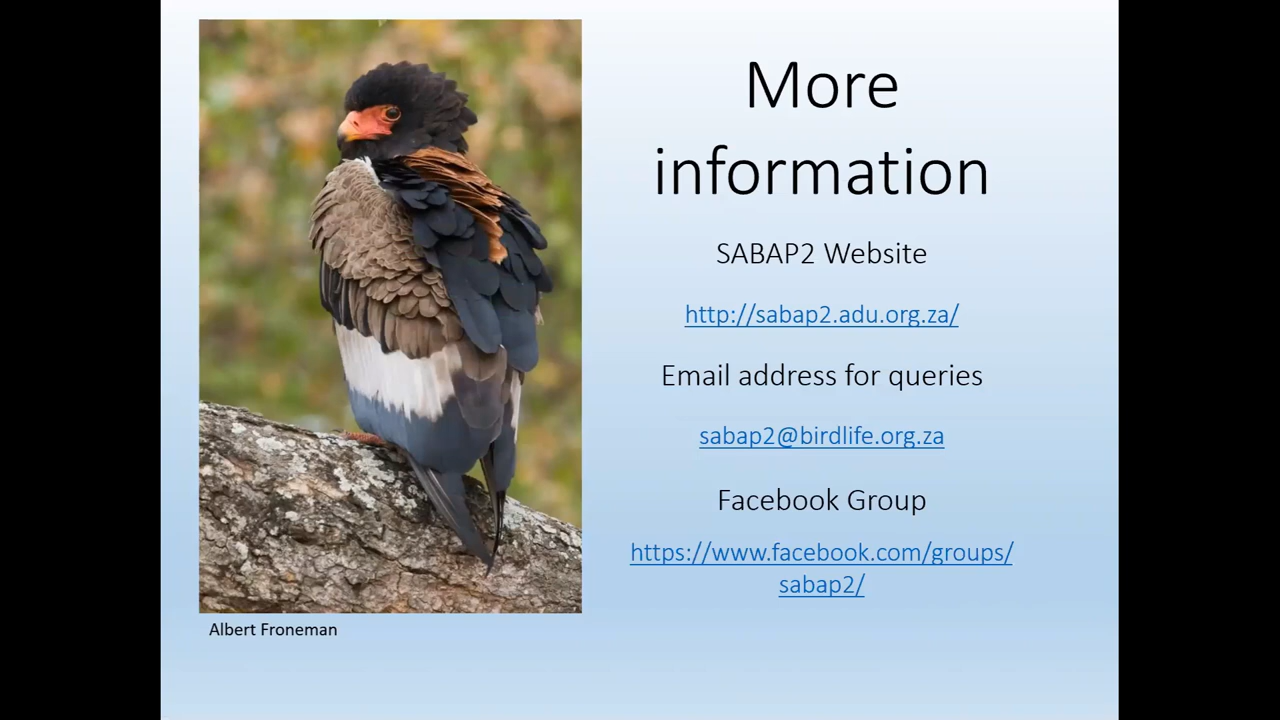 More
information
SABAP2 Website
http://sabap2.adu.org.za/
Email address for queries
sabap2@birdlife.org.za
Facebook Group
https://www.facebook.com/groups/
sabap2/
Albert Froneman